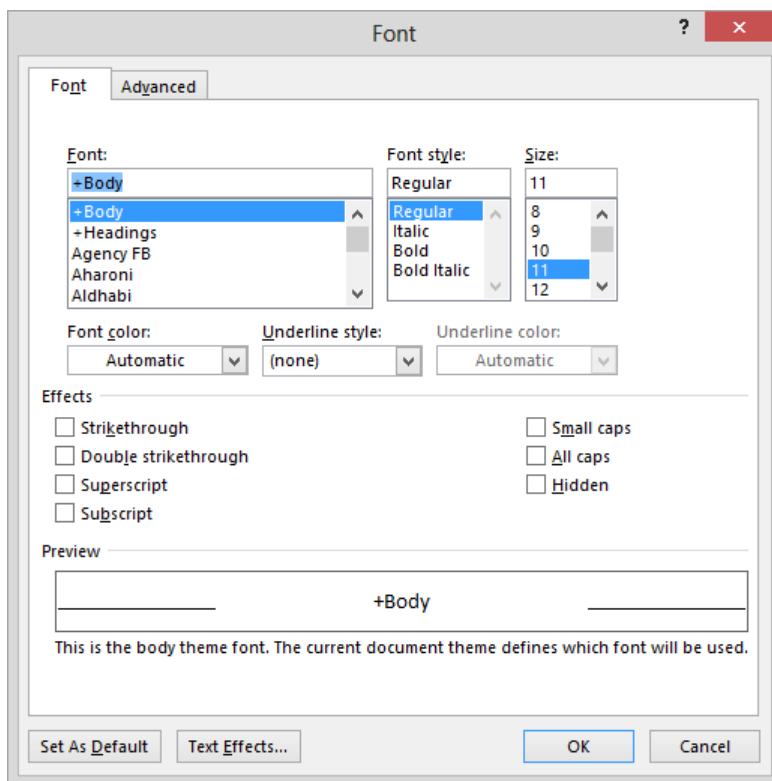 Font
?
Font Advanced
Font: Font style: Size:
+Body Regular 11
+Body Regular 8
+Headings Italic 9
Agency FB Bold 10
Aharoni Bold Italic 11
Aldhabi 12
Font color: Underline style: Underline color:
Automatic (none) Automatic
Effects
Strikethrough Small caps
Double strikethrough All caps
Superscript Hidden
Subscript
Preview
+Body
This is the body theme font. The current document theme defines which font will be used.
Set As Default Text Effects... OK Cancel